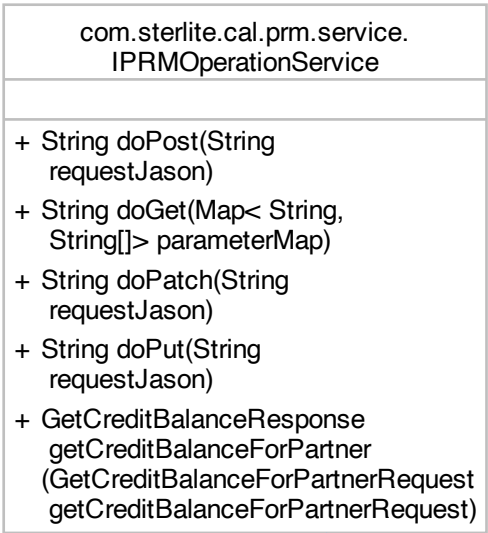 com.sterlite.cal.prm.service.
IPRMOperationService
+ String doPost(String
requestJason)
+ String doGet(Map< String,
String[]> parameterMap)
+ String doPatch(String
requestJason)
+ String doPut(String
requestJason)
+ GetCreditBalanceResponse
getCreditBalanceForPartner
(GetCreditBalanceForPartnerRequest
getCreditBalanceForPartnerRequest)